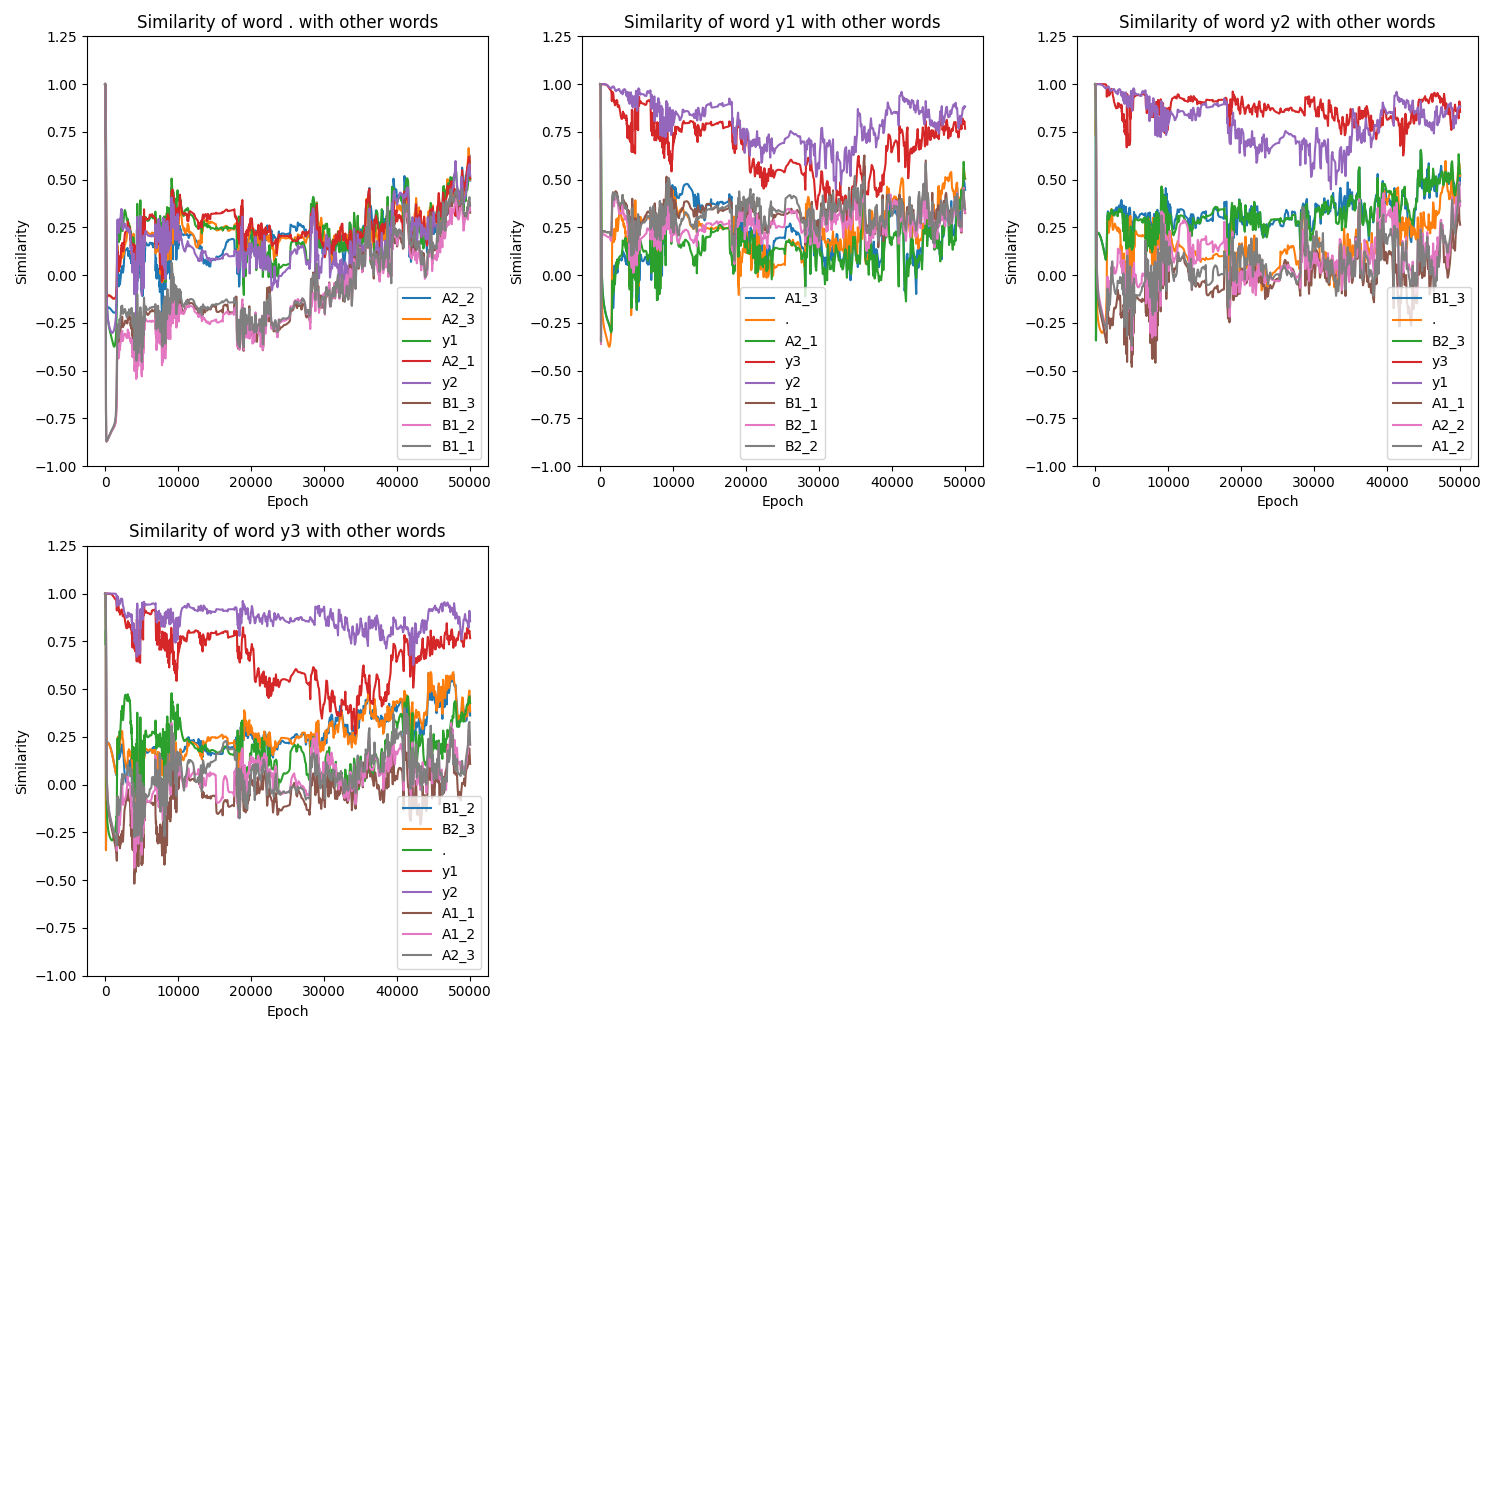 Similarity of word . with other words
1.25
1.00
0.75
0.50
0.25
0.00
−0.25
−0.50
−0.75
−1.00
Similarity
0 10000 20000 30000 40000 50000
Epoch
A2_2
A2_3
y1
A2_1
y2
B1_3
B1_2
B1_1
Similarity of word y1 with other words
1.25
1.00
0.75
0.50
0.25
0.00
−0.25
−0.50
−0.75
−1.00
Similarity
0 10000 20000 30000 40000 50000
Epoch
A1_3
.
A2_1
y3
y2
B1_1
B2_1
B2_2
Similarity of word y2 with other words
1.25
1.00
0.75
0.50
0.25
0.00
−0.25
−0.50
−0.75
−1.00
Similarity
0 10000 20000 30000 40000 50000
Epoch
B1_3
.
B2_3
y3
y1
A1_1
A2_2
A1_2
Similarity of word y3 with other words
1.25
1.00
0.75
0.50
0.25
0.00
−0.25
−0.50
−0.75
−1.00
Similarity
0 10000 20000 30000 40000 50000
Epoch
B1_2
B2_3
.
y1
y2
A1_1
A1_2
A2_3